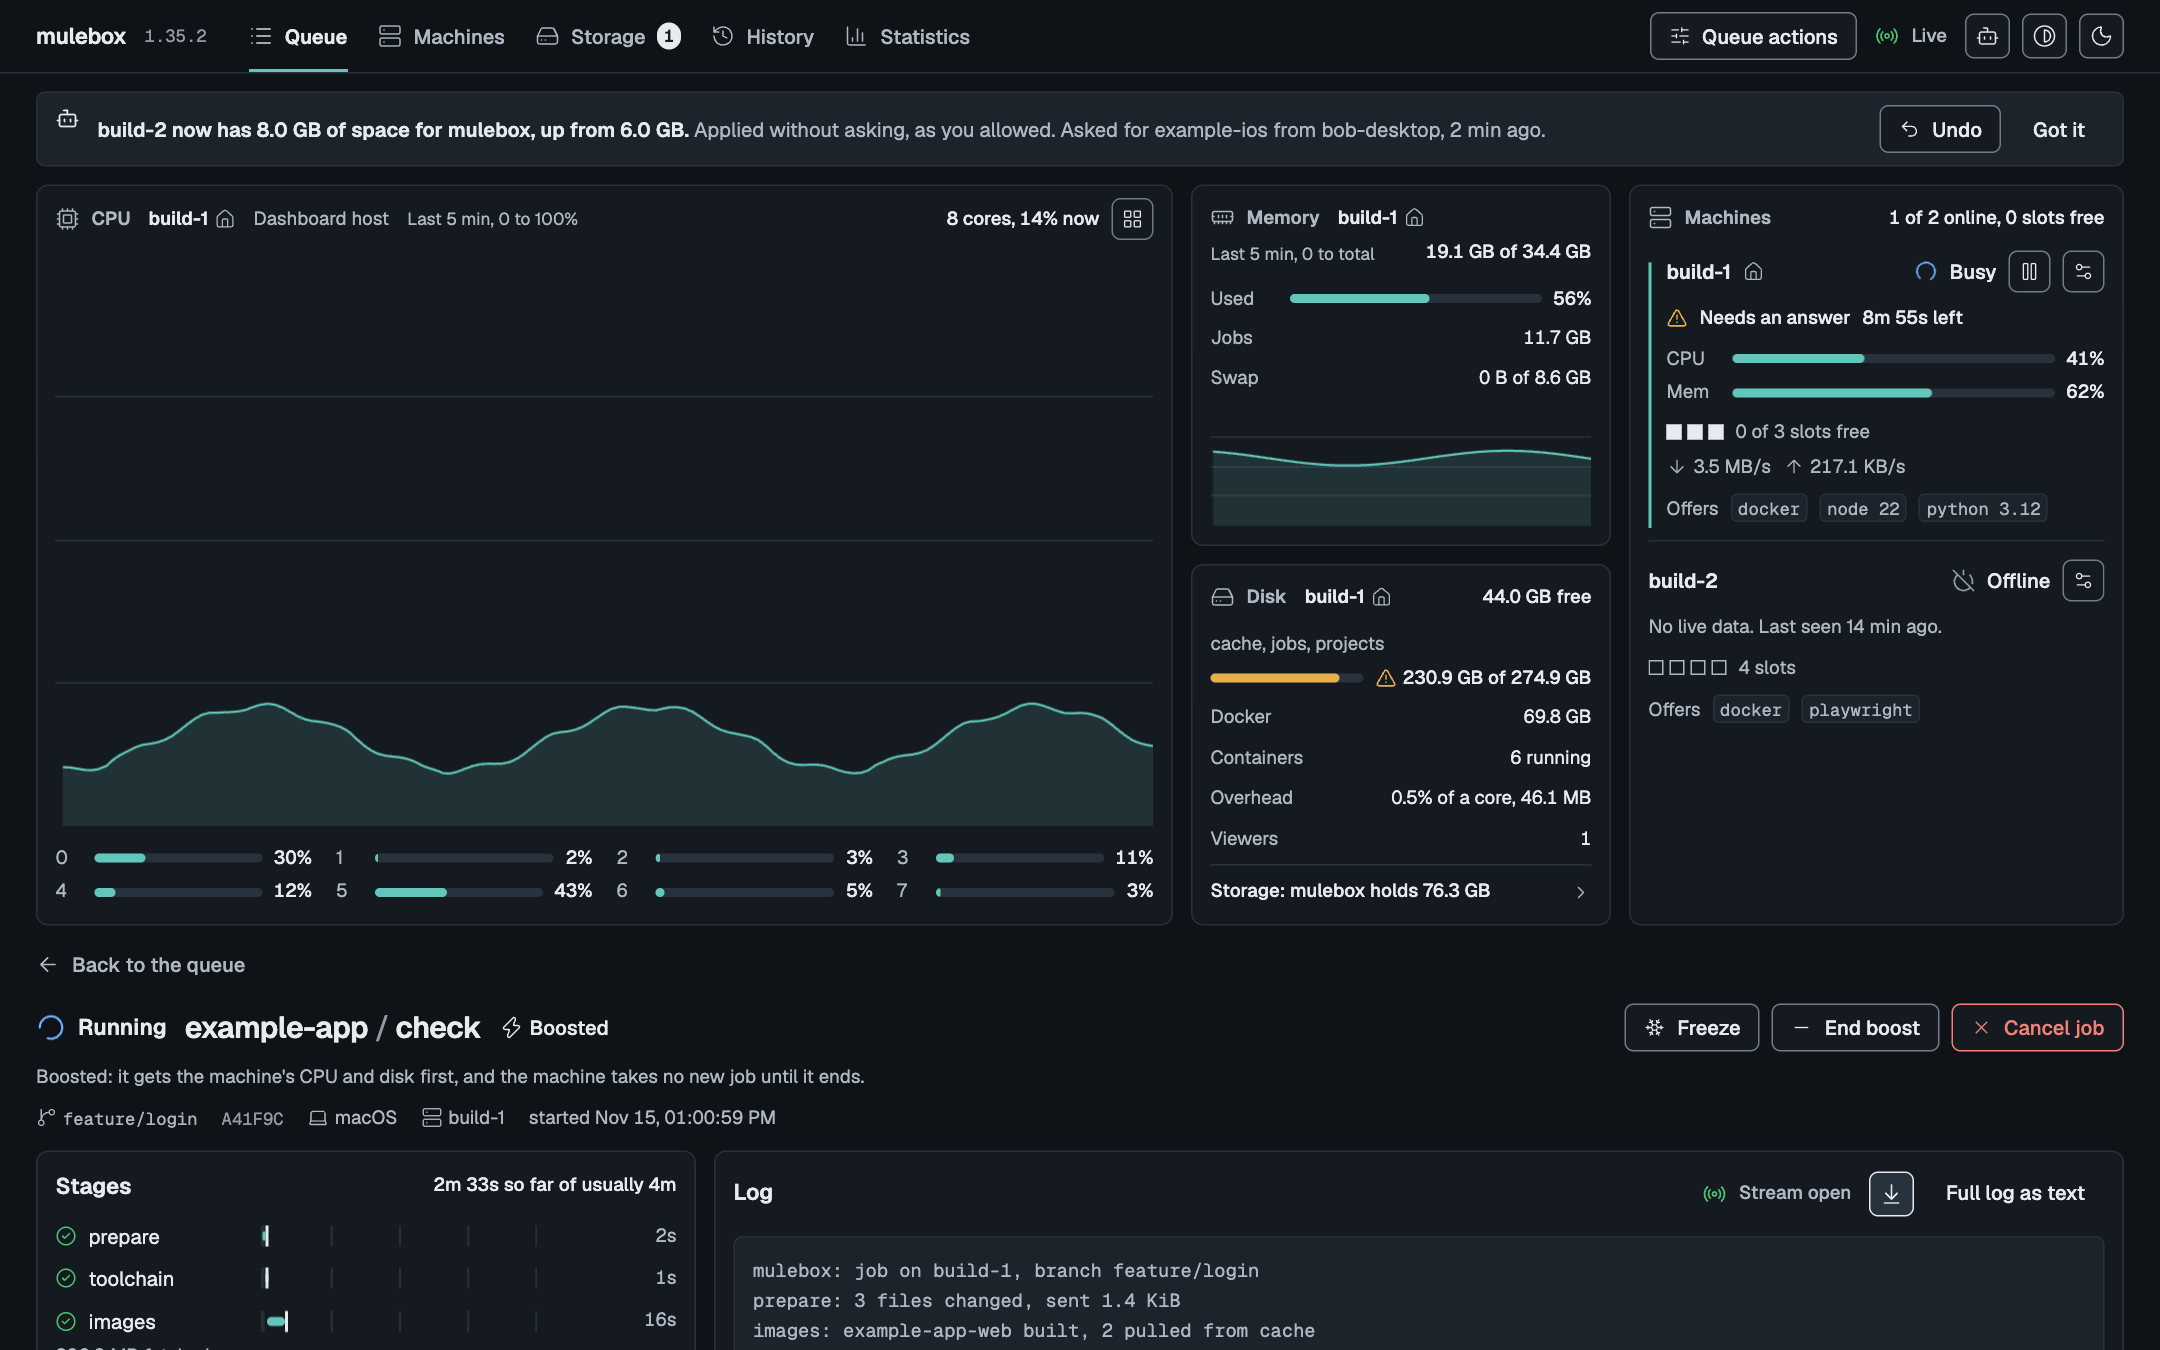 mulebox 1.35.2 Queue Machines Storage 1 History Statistics Queue actions Live
build-2 now has 8.0 GB of space for mulebox, up from 6.0 GB. Applied without asking, as you allowed. Asked for example-ios from bob-desktop, 2 min ago. Undo Got it
CPU build-1 Dashboard host Last 5 min, 0 to 100% 8 cores, 14% now
0 30% 1 2% 2 3% 3 11%
4 12% 5 43% 6 5% 7 3%
Memory build-1
Last 5 min, 0 to total 19.1 GB of 34.4 GB
Used 56%
Jobs 11.7 GB
Swap 0 B of 8.6 GB
Disk build-1 44.0 GB free
cache, jobs, projects
230.9 GB of 274.9 GB
Docker 69.8 GB
Containers 6 running
Overhead 0.5% of a core, 46.1 MB
Viewers 1
Storage: mulebox holds 76.3 GB
Machines 1 of 2 online, 0 slots free
build-1 Busy
Needs an answer 8m 55s left
CPU 41%
Mem 62%
0 of 3 slots free
3.5 MB/s 217.1 KB/s
Offers docker node 22 python 3.12
build-2 Offline
No live data. Last seen 14 min ago.
4 slots
Offers docker playwright
Back to the queue
Running example-app / check Boosted Freeze End boost Cancel job
Boosted: it gets the machine's CPU and disk first, and the machine takes no new job until it ends.
feature/login A41F9C macOS build-1 started Nov 15, 01:00:59 PM
Stages 2m 33s so far of usually 4m
prepare 2s
toolchain 1s
images 16s
Log Stream open Full log as text
mulebox: job on build-1, branch feature/login
prepare: 3 files changed, sent 1.4 KiB
images: example-app-web built, 2 pulled from cache